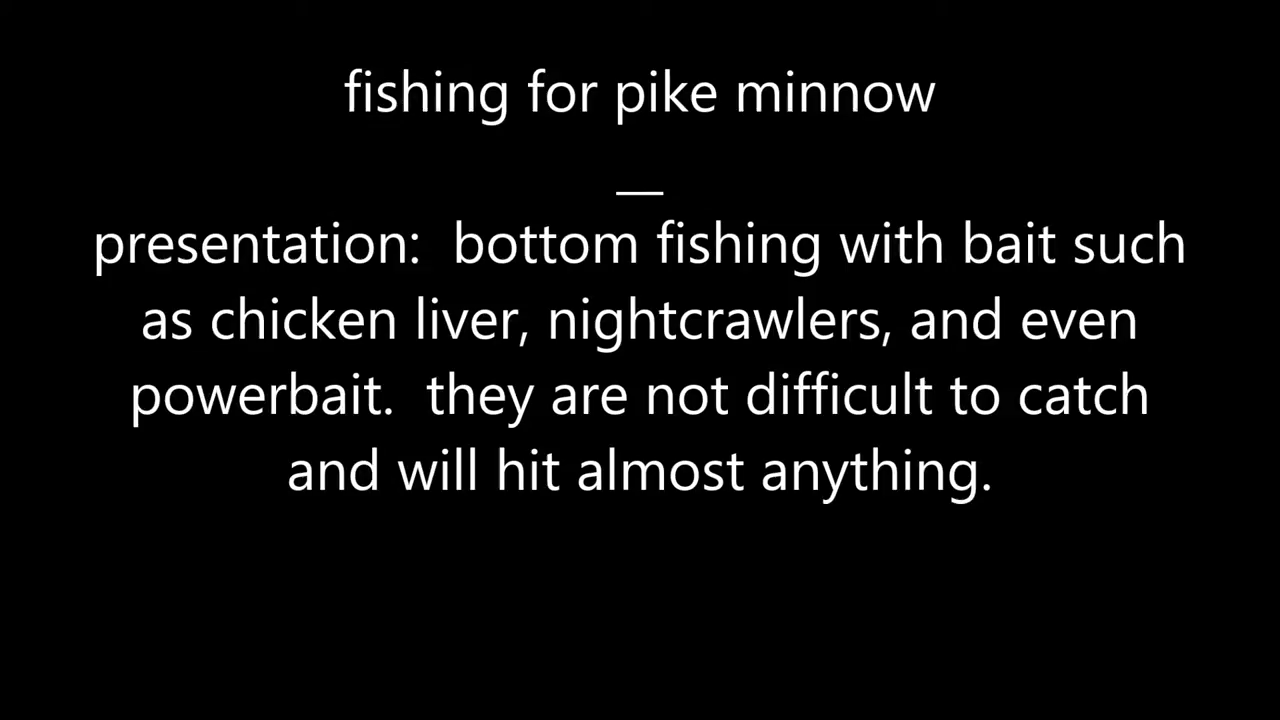 fishing for pike minnow
__
presentation:  bottom fishing with bait such
as chicken liver, nightcrawlers, and even
powerbait.  they are not difficult to catch
and will hit almost anything.